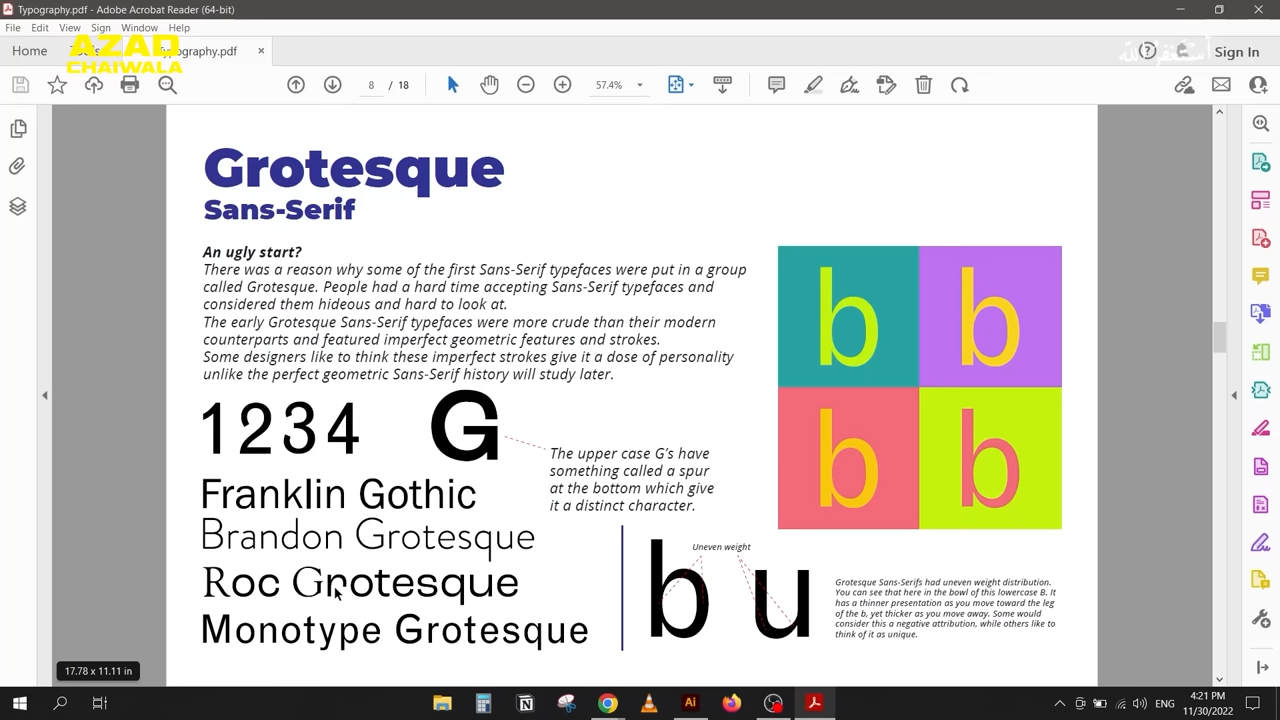 Typography.pdf - Adobe Acrobat Reader (64-bit)
File Edit View Sign Window Help
AZAD
CHAIWALA
Home Tools Typography.pdf Sign In
أستغفر الله
8 / 18 57.4%
Grotesque
Sans-Serif
An ugly start?
There was a reason why some of the first Sans-Serif typefaces were put in a group
called Grotesque. People had a hard time accepting Sans-Serif typefaces and
considered them hideous and hard to look at.
The early Grotesque Sans-Serif typefaces were more crude than their modern
counterparts and featured imperfect geometric features and strokes.
Some designers like to think these imperfect strokes give it a dose of personality
unlike the perfect geometric Sans-Serif history will study later.
b b
b b
1234 G
The upper case G's have
something called a spur
at the bottom which give
it a distinct character.
Franklin Gothic
Brandon Grotesque
Roc Grotesque
Monotype Grotesque
Uneven weight
b u
Grotesque Sans-Serifs had uneven weight distribution.
You can see that here in the bowl of this lowercase B. It
has a thinner presentation as you move toward the leg
of the b, yet thicker as you move away. Some would
consider this a negative attribution, while others like to
think of it as unique.
17.78 x 11.11 in
Ai
ENG
4:21 PM
11/30/2022